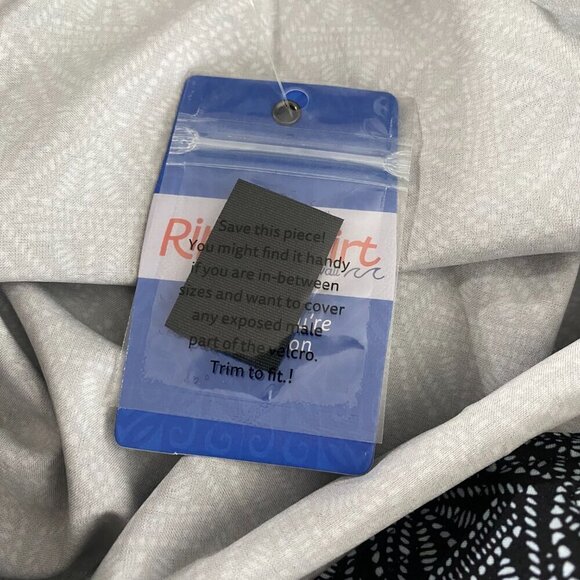 Save this piece!
You might find it handy
if you are in-between
sizes and want to cover
any exposed male
part of the velcro.
Trim to fit.!